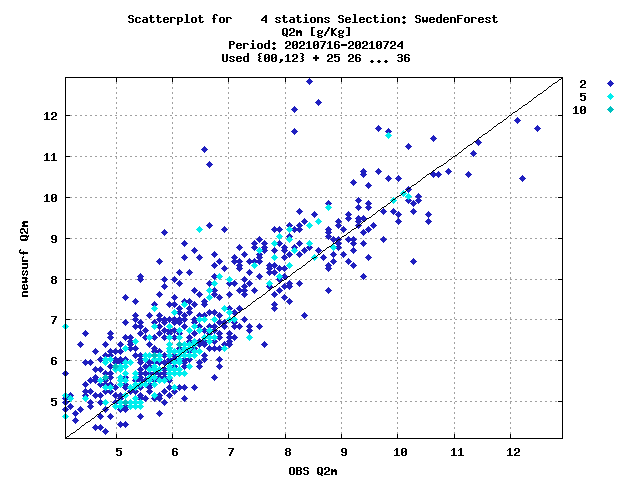 Scatterplot for 4 stations Selection: SwedenForest
Q2m [g/Kg]
Period: 20210716-20210724
Used {00,12} + 25 26 ... 36
2
5
10
12
11
10
9
8
7
6
5
newsurf Q2m
5 6 7 8 9 10 11 12
OBS Q2m